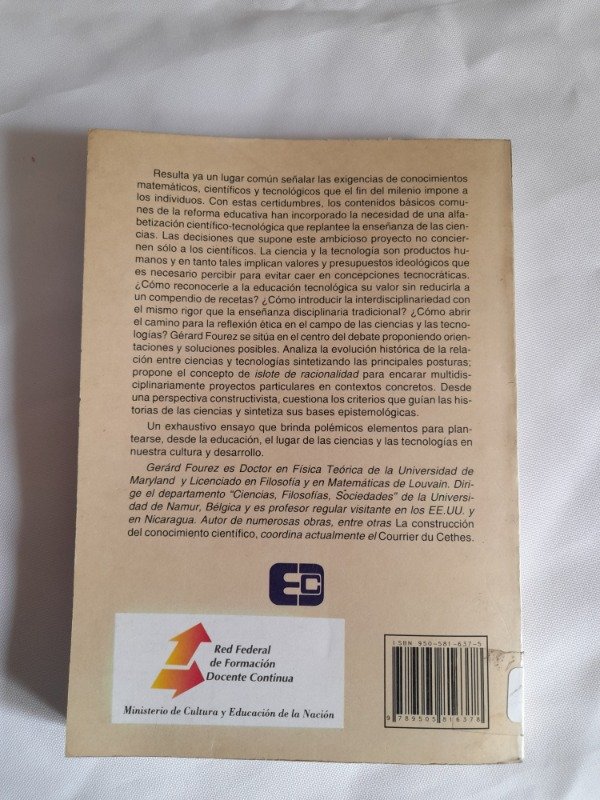 Resulta ya un lugar común señalar las exigencias de conocimientos
matemáticos, científicos y tecnológicos que el fin del milenio impone a
los individuos. Con estas certidumbres, los contenidos básicos comu-
nes de la reforma educativa han incorporado la necesidad de una alfa-
betización científico-tecnológica que replantee la enseñanza de las cien-
cias. Las decisiones que supone este ambicioso proyecto no concier-
nen sólo a los científicos. La ciencia y la tecnología son productos hu-
manos y en tanto tales implican valores y presupuestos ideológicos que
es necesario percibir para evitar caer en concepciones tecnocráticas.
¿Cómo reconocerle a la educación tecnológica su valor sin reducirla a
un compendio de recetas? ¿Cómo introducir la interdisciplinariedad con
el mismo rigor que la enseñanza disciplinaria tradicional? ¿Cómo abrir
el camino para la reflexión ética en el campo de las ciencias y las tecno-
logías? Gérard Fourez se sitúa en el centro del debate proponiendo orien-
taciones y soluciones posibles. Analiza la evolución histórica de la rela-
ción entre ciencias y tecnologías sintetizando las principales posturas;
propone el concepto de islote de racionalidad para encarar multidis-
ciplinariamente proyectos particulares en contextos concretos. Desde
una perspectiva constructivista, cuestiona los criterios que guían las his-
torias de las ciencias y sintetiza sus bases epistemológicas.
Un exhaustivo ensayo que brinda polémicos elementos para plan-
tearse, desde la educación, el lugar de las ciencias y las tecnologías en
nuestra cultura y desarrollo.
Gerárd Fourez es Doctor en Física Teórica de la Universidad de
Maryland y Licenciado en Filosofía y en Matemáticas de Louvain. Diri-
ge el departamento "Ciencias, Filosofías, Sociedades" de la Universi-
dad de Namur, Bélgica y es profesor regular visitante en los EE.UU. y
en Nicaragua. Autor de numerosas obras, entre otras La construcción
del conocimiento científico, coordina actualmente el Courrier du Cethes.
Red Federal
de Formación
Docente Continua
Ministerio de Cultura y Educación de la Nación
ISBN 950-581-637-5
9 789505 816378